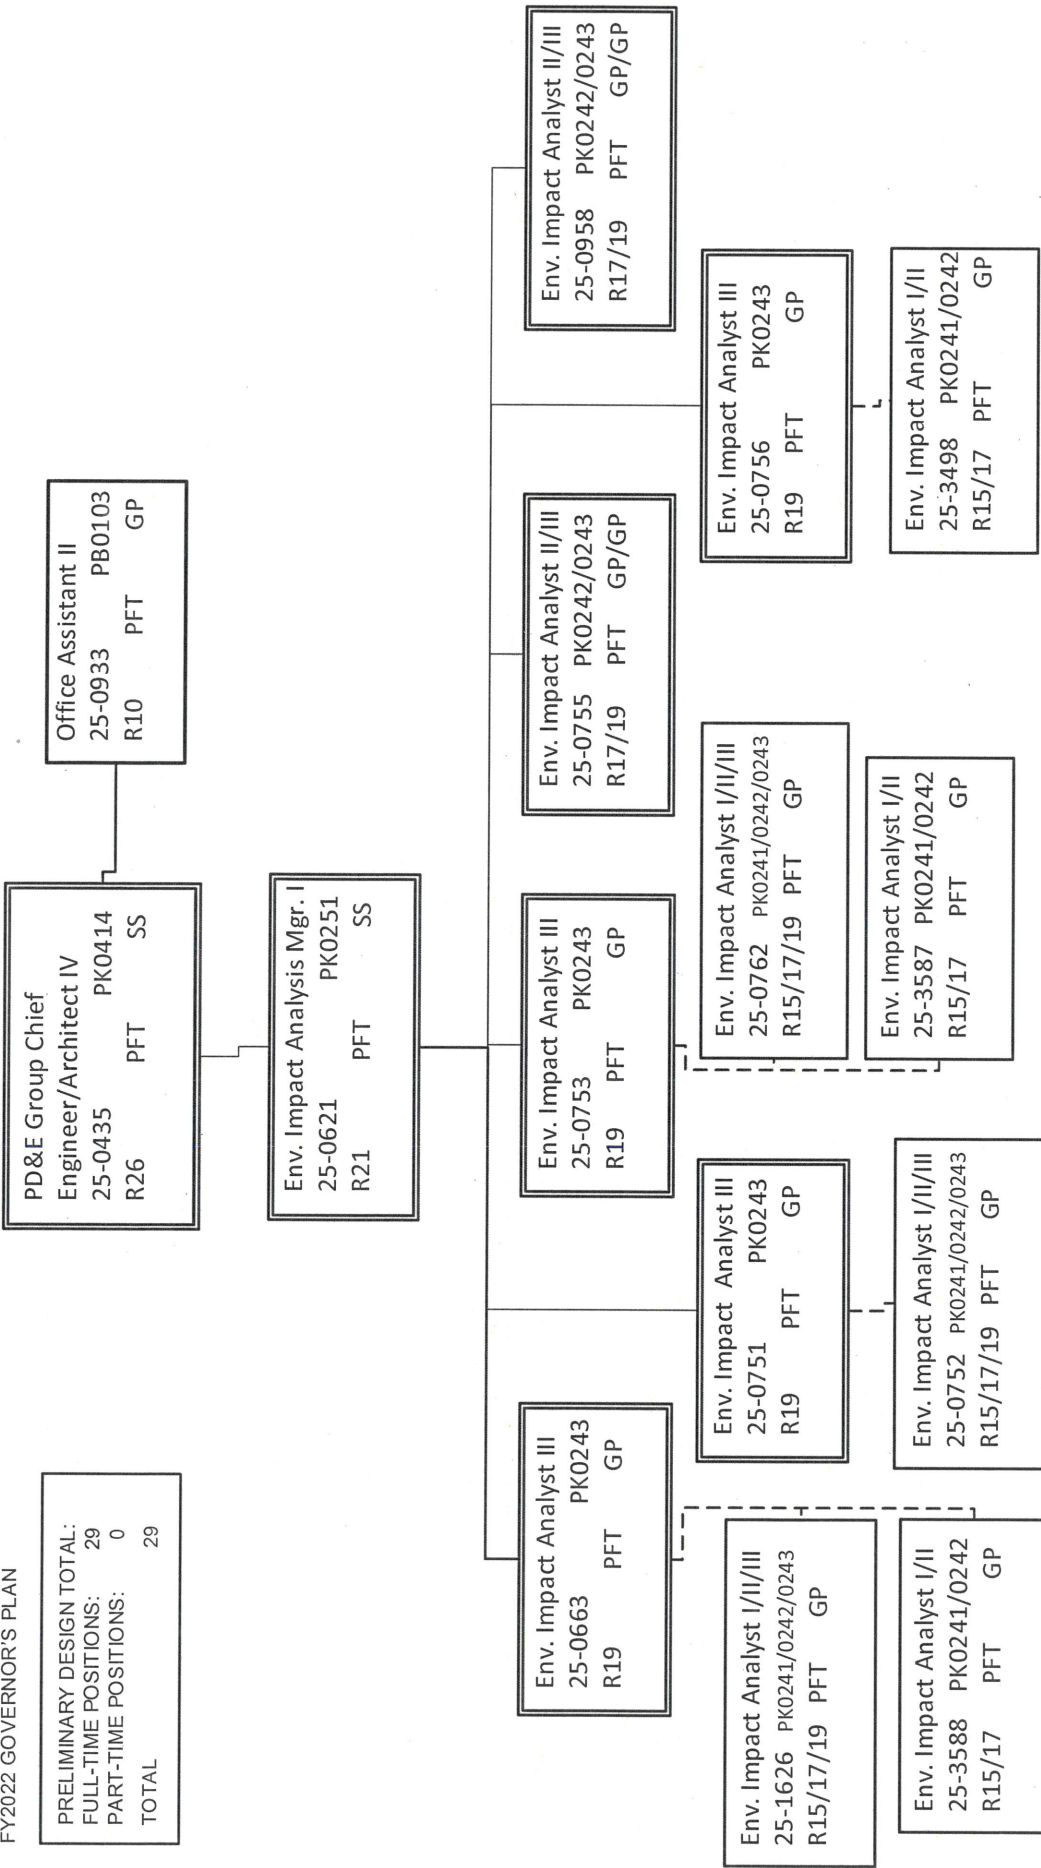 FY2022 GOVERNOR'S PLAN
PRELIMINARY DESIGN TOTAL:
FULL-TIME POSITIONS: 29
PART-TIME POSITIONS: 0
TOTAL 29
PD&E Group Chief
Engineer/Architect IV
25-0435 PK0414
R26 PFT SS
Office Assistant II
25-0933 PB0103
R10 PFT GP
Env. Impact Analysis Mgr. I
25-0621 PK0251
R21 PFT SS
Env. Impact Analyst III
25-0663 PK0243
R19 PFT GP
Env. Impact Analyst III
25-0753 PK0243
R19 PFT GP
Env. Impact Analyst II/III
25-0755 PK0242/0243
R17/19 PFT GP/GP
Env. Impact Analyst II/III
25-0958 PK0242/0243
R17/19 PFT GP/GP
Env. Impact Analyst III
25-0751 PK0243
R19 PFT GP
Env. Impact Analyst I/II/III
25-0762 PK0241/0242/0243
R15/17/19 PFT GP
Env. Impact Analyst III
25-0756 PK0243
R19 PFT GP
Env. Impact Analyst I/II/III
25-1626 PK0241/0242/0243
R15/17/19 PFT GP
Env. Impact Analyst I/II
25-3587 PK0241/0242
R15/17 PFT GP
Env. Impact Analyst I/II
25-3588 PK0241/0242
R15/17 PFT GP
Env. Impact Analyst I/II/III
25-0752 PK0241/0242/0243
R15/17/19 PFT GP
Env. Impact Analyst I/II
25-3498 PK0241/0242
R15/17 PFT GP